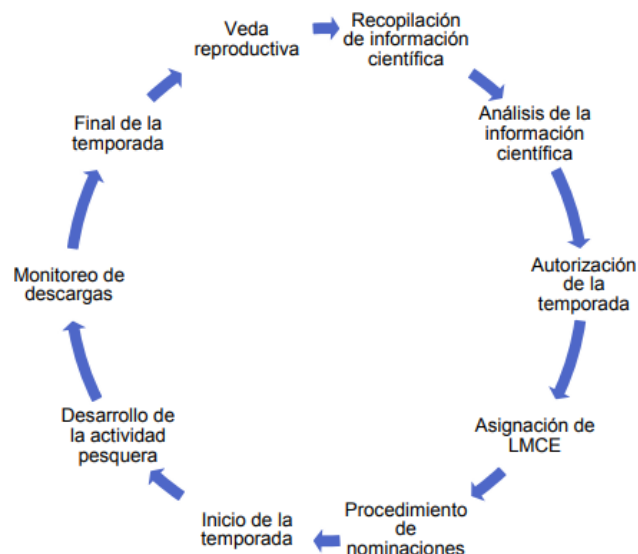 Veda
reproductiva
Recopilación
de información
científica
Análisis de la
información
científica
Autorización
de la
temporada
Asignación de
LMCE
Procedimiento
de
nominaciones
Inicio de la
temporada
Desarrollo de
la actividad
pesquera
Monitoreo de
descargas
Final de la
temporada